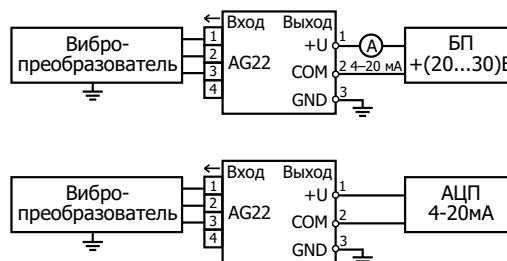 Вход Выход
Вибро-
преобразователь
1
2
3
4
AG22
+U 1
COM 2
GND 3
A
4–20 мА
БП
+(20...30)В
Вход Выход
Вибро-
преобразователь
1
2
3
4
AG22
+U 1
COM 2
GND 3
АЦП
4-20мА